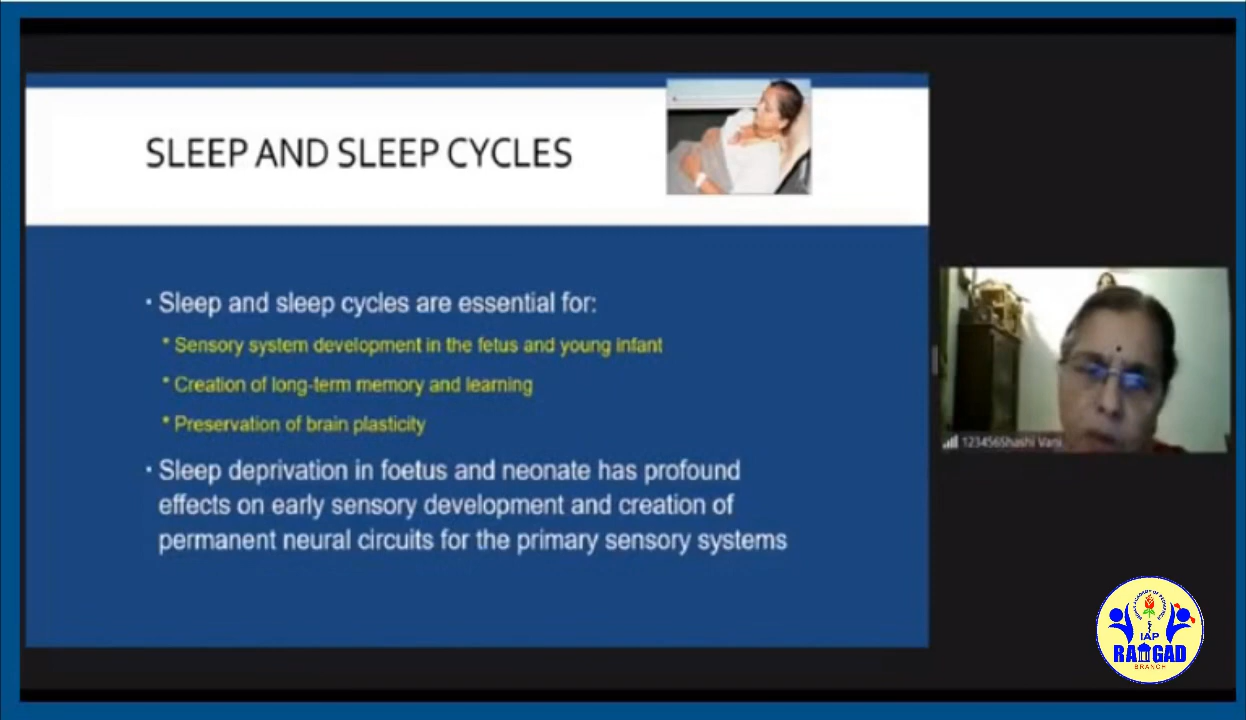 SLEEP AND SLEEP CYCLES
· Sleep and sleep cycles are essential for:
* Sensory system development in the fetus and young infant
* Creation of long-term memory and learning
* Preservation of brain plasticity
· Sleep deprivation in foetus and neonate has profound
effects on early sensory development and creation of
permanent neural circuits for the primary sensory systems
123456Shashi Vani
IAP
RAIGAD
BRANCH